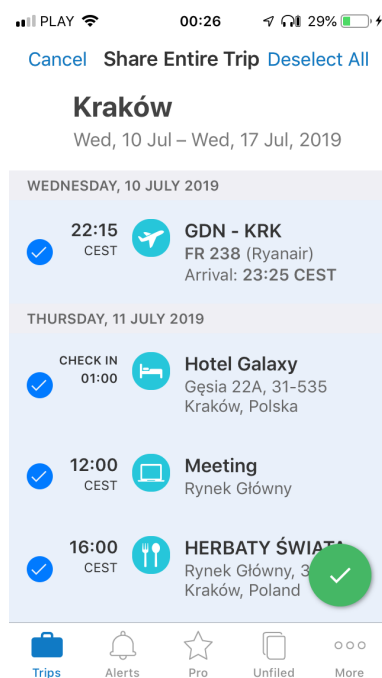 PLAY 00:26 29%
Cancel Share Entire Trip Deselect All
Kraków
Wed, 10 Jul – Wed, 17 Jul, 2019
WEDNESDAY, 10 JULY 2019
22:15 GDN - KRK
CEST FR 238 (Ryanair)
Arrival: 23:25 CEST
THURSDAY, 11 JULY 2019
CHECK IN Hotel Galaxy
01:00 Gęsia 22A, 31-535
Kraków, Polska
12:00 Meeting
CEST Rynek Główny
16:00 HERBATY ŚWIATA
CEST Rynek Główny, 3
Kraków, Poland
Trips Alerts Pro Unfiled More